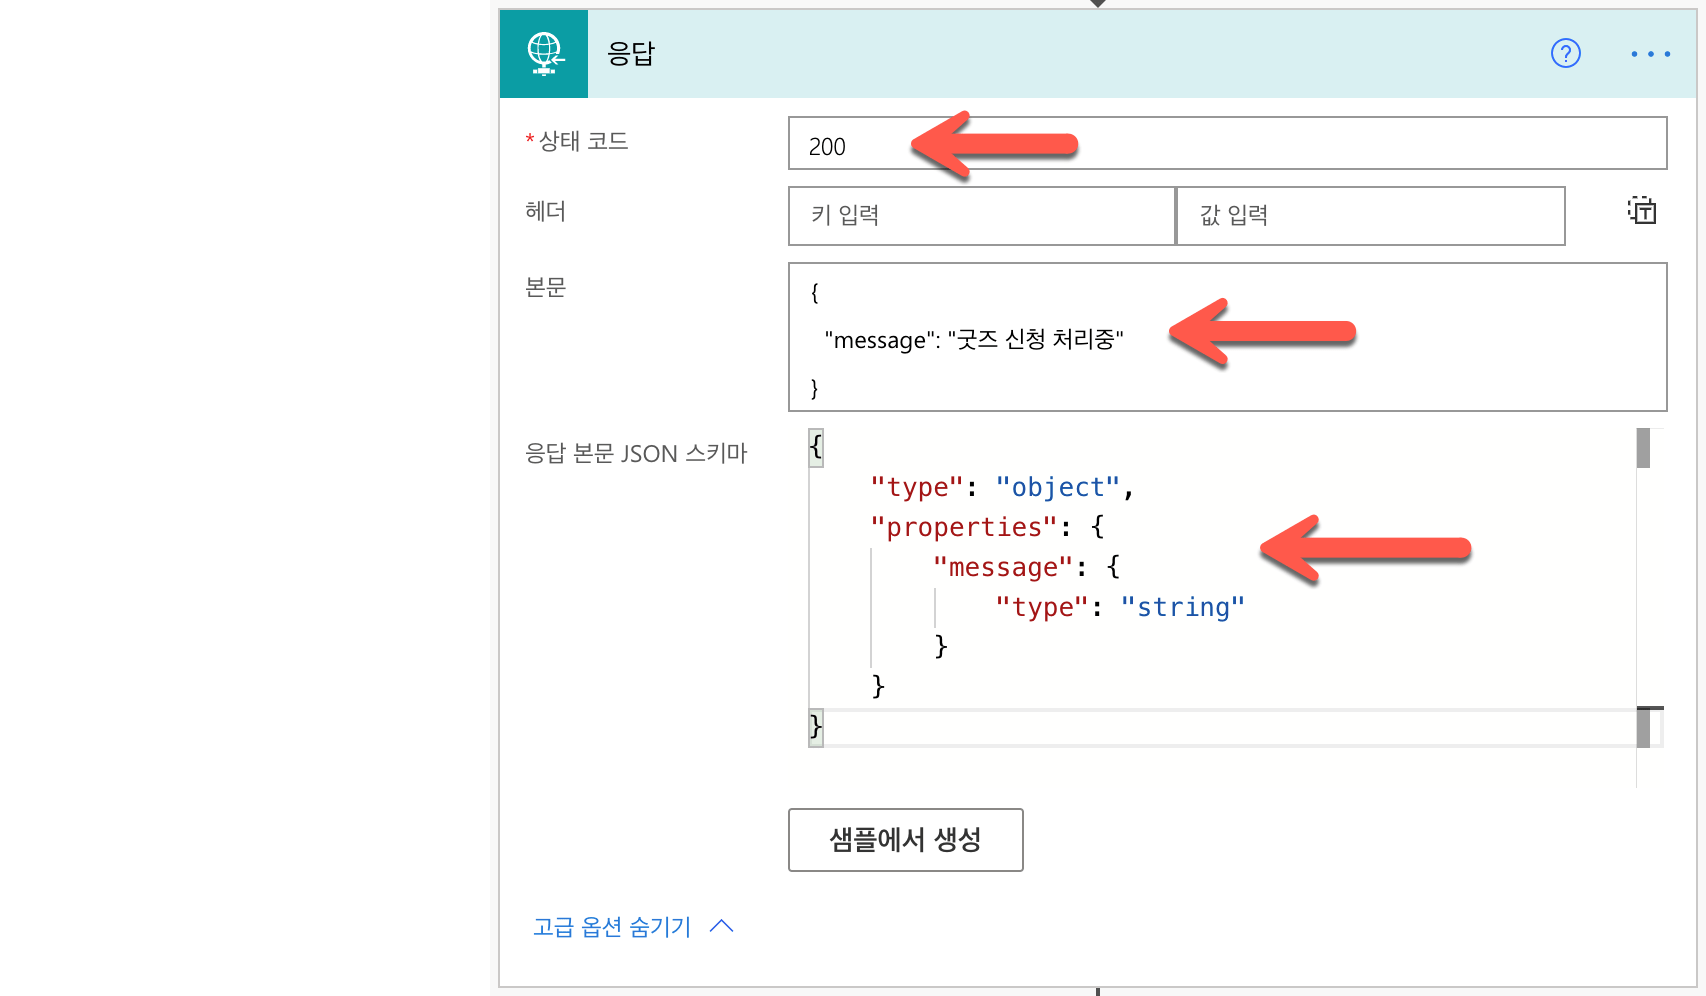 응답
?
* 상태 코드
200
헤더
키 입력
값 입력
본문
{
"message": "굿즈 신청 처리중"
}
응답 본문 JSON 스키마
{
"type": "object",
"properties": {
"message": {
"type": "string"
}
}
}
샘플에서 생성
고급 옵션 숨기기